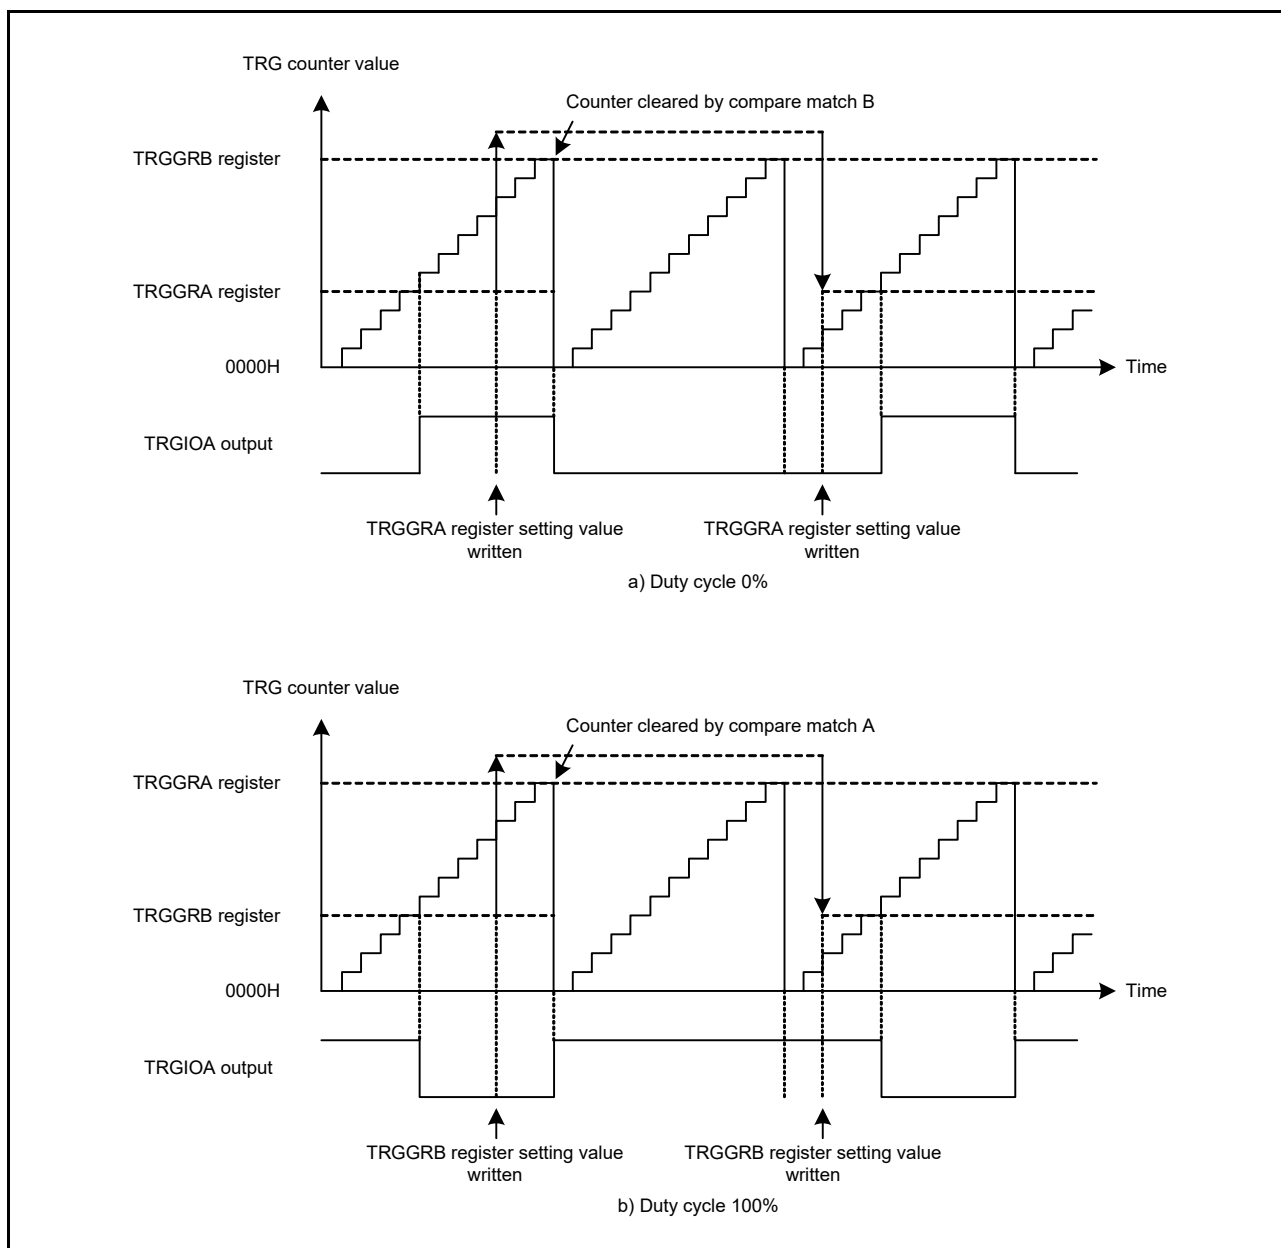 TRG counter value
Counter cleared by compare match B
TRGGRB register
TRGGRA register
0000H
Time
TRGIOA output
TRGGRA register setting value
written
TRGGRA register setting value
written
a) Duty cycle 0%
TRG counter value
Counter cleared by compare match A
TRGGRA register
TRGGRB register
0000H
Time
TRGIOA output
TRGGRB register setting value
written
TRGGRB register setting value
written
b) Duty cycle 100%